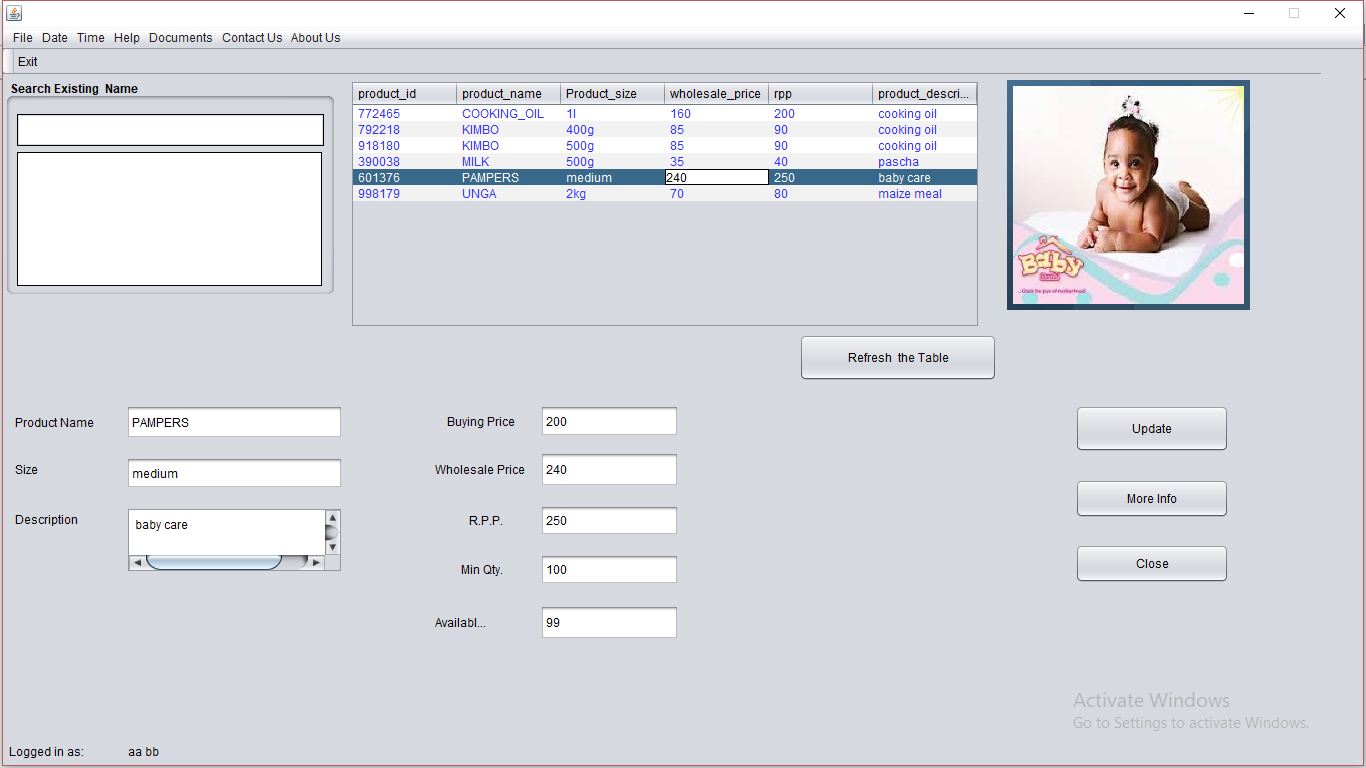 File Date Time Help Documents Contact Us About Us
Exit
Search Existing Name
product_id product_name Product_size wholesale_price rpp product_descri...
772465 COOKING_OIL 1l 160 200 cooking oil
792218 KIMBO 400g 85 90 cooking oil
918180 KIMBO 500g 85 90 cooking oil
390038 MILK 500g 35 40 pascha
601376 PAMPERS medium 240 250 baby care
998179 UNGA 2kg 70 80 maize meal
Baby
...Goes the joys of motherhood
Refresh the Table
Product Name PAMPERS Buying Price 200 Update
Size medium Wholesale Price 240
More Info
Description baby care R.P.P. 250
Min Qty. 100 Close
Availabl... 99
Activate Windows
Go to Settings to activate Windows.
Logged in as: aa bb